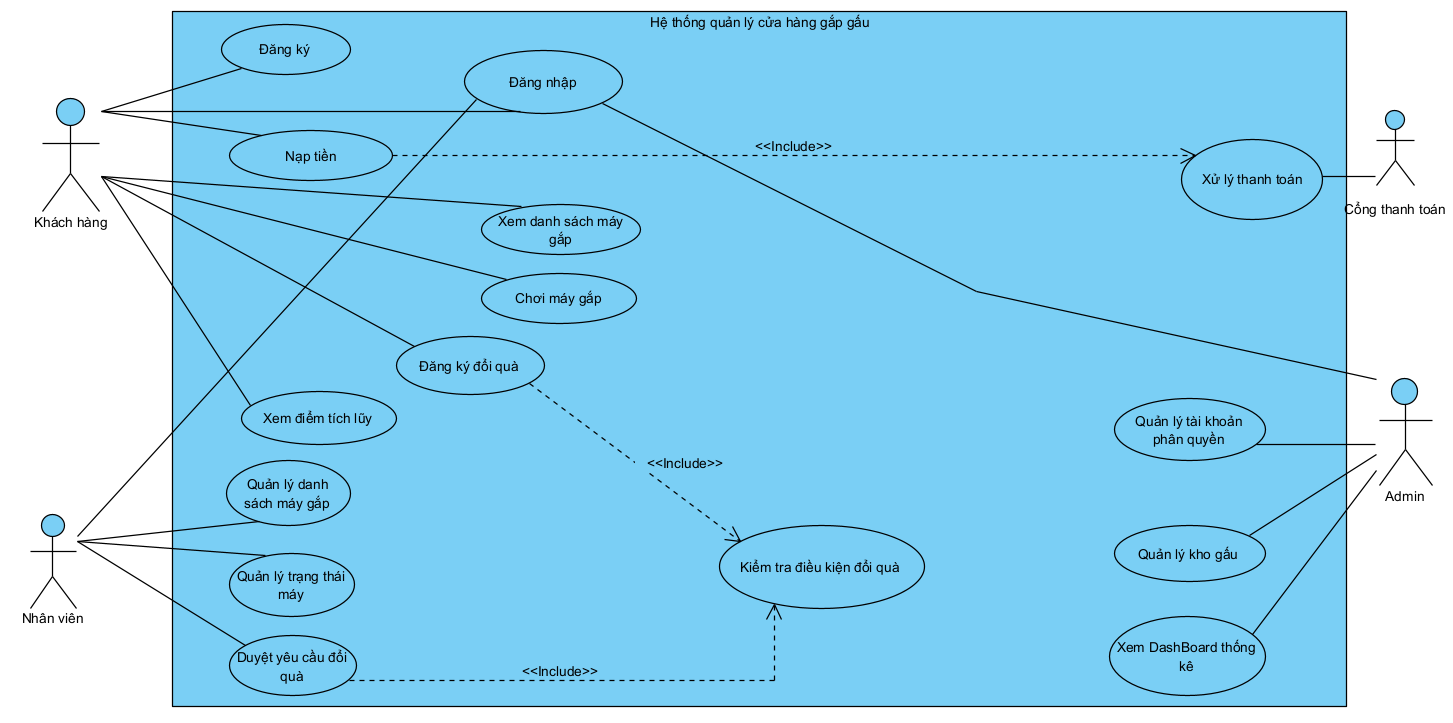 Hệ thống quản lý cửa hàng gắp gấu
Đăng ký
Đăng nhập
Nạp tiền
<<Include>>
Xử lý thanh toán
Cổng thanh toán
Khách hàng
Xem danh sách máy
gắp
Chơi máy gắp
Đăng ký đổi quà
Xem điểm tích lũy
<<Include>>
Quản lý tài khoản
phân quyền
Admin
Quản lý danh
sách máy gắp
Quản lý kho gấu
Kiểm tra điều kiện đổi quà
Quản lý trạng thái
máy
Nhân viên
Duyệt yêu cầu đổi
quà
<<Include>>
Xem DashBoard thống
kê